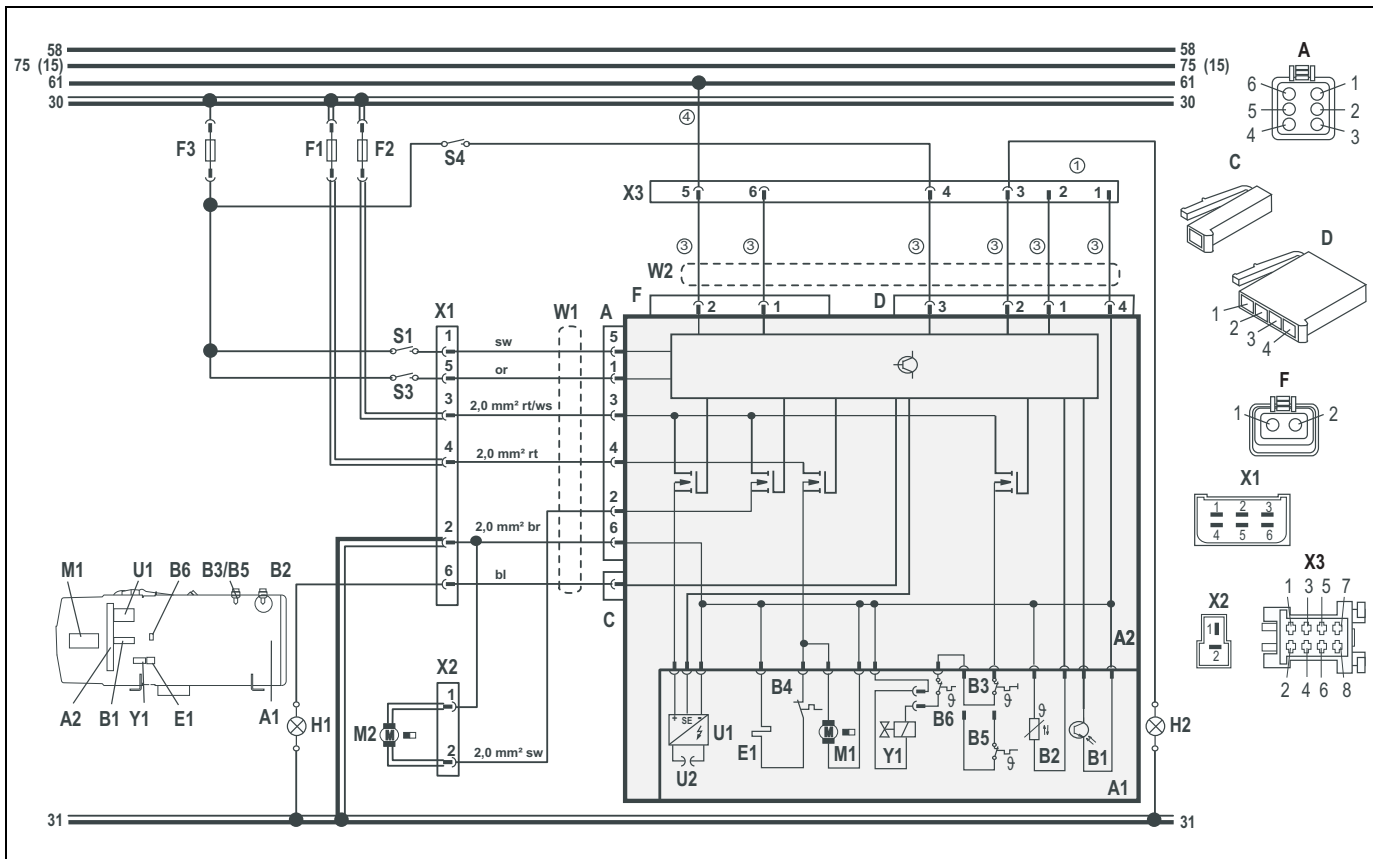 58 58
75 (15) 75 (15)
61 61
30 30
A
6 1
5 2
4 3
4
F3 F1 F2 S4
1
C
X3 5 6 4 3 2 1
D
3 3 3 3 3 3
W2
1
2
3
4
F 2 1 D 3 2 1 4
X1 W1 A
F
1 2
S1 1 sw 5
S3 5 or 1
3 2,0 mm² rt/ws 3
4 2,0 mm² rt 4
2
2 2,0 mm² br 6
6 bl
C
X1
1 2 3
4 5 6
X3
1 3 5 7
2 4 6 8
X2
1
2
M1 U1 B6 B3/B5 B2
A2 B1 Y1 E1 A1 H1
X2
1
M2 M
2 2,0 mm² sw
A2
+ SE -
U1
U2
E1
B4
M
M1
Y1
B6
ϑ
B3
ϑ
B5
ϑ
ϑ
B2
B1
H2
A1
31 31